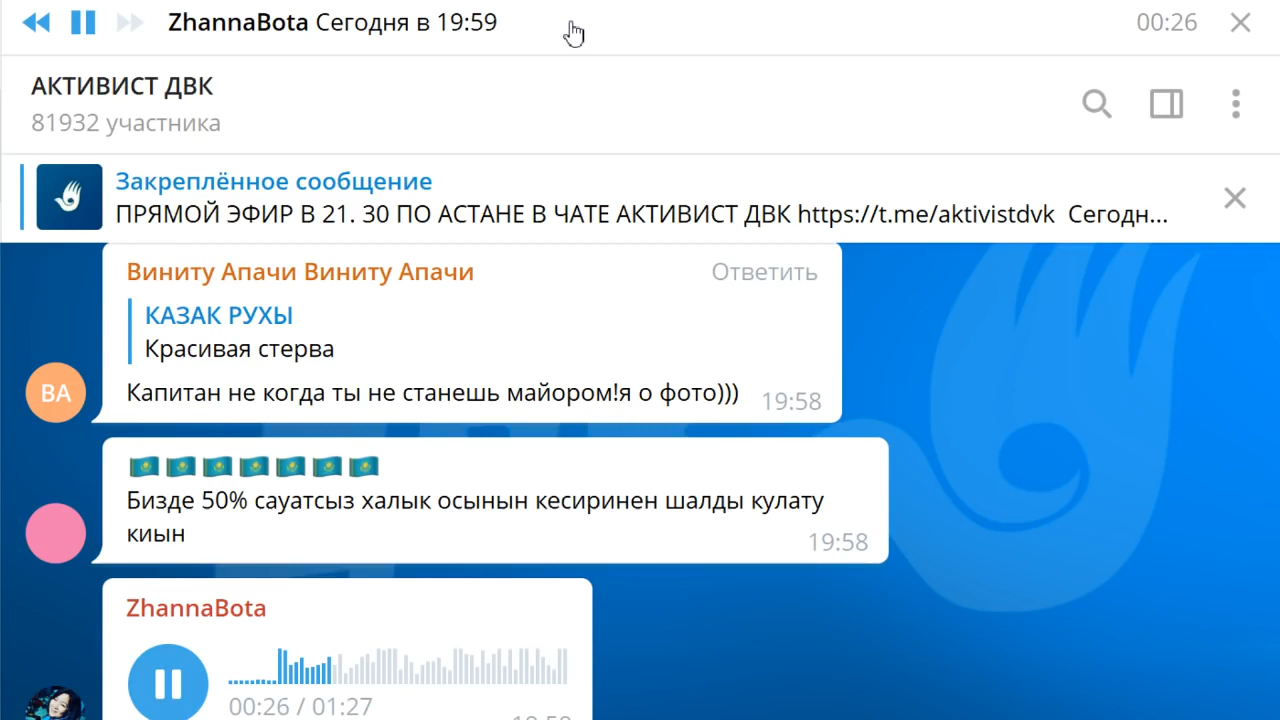 ZhannaBota Сегодня в 19:59
00:26
АКТИВИСТ ДВК
81932 участника
Закреплённое сообщение
ПРЯМОЙ ЭФИР В 21. 30 ПО АСТАНЕ В ЧАТЕ АКТИВИСТ ДВК https://t.me/aktivistdvk Сегодн...
Виниту Апачи Виниту Апачи
Ответить
КАЗАК РУХЫ
Красивая стерва
ВА
Капитан не когда ты не станешь майором!я о фото)))
19:58
Бизде 50% сауатсыз халык осынын кесиринен шалды кулату
киын
19:58
ZhannaBota
00:26 / 01:27
19:59